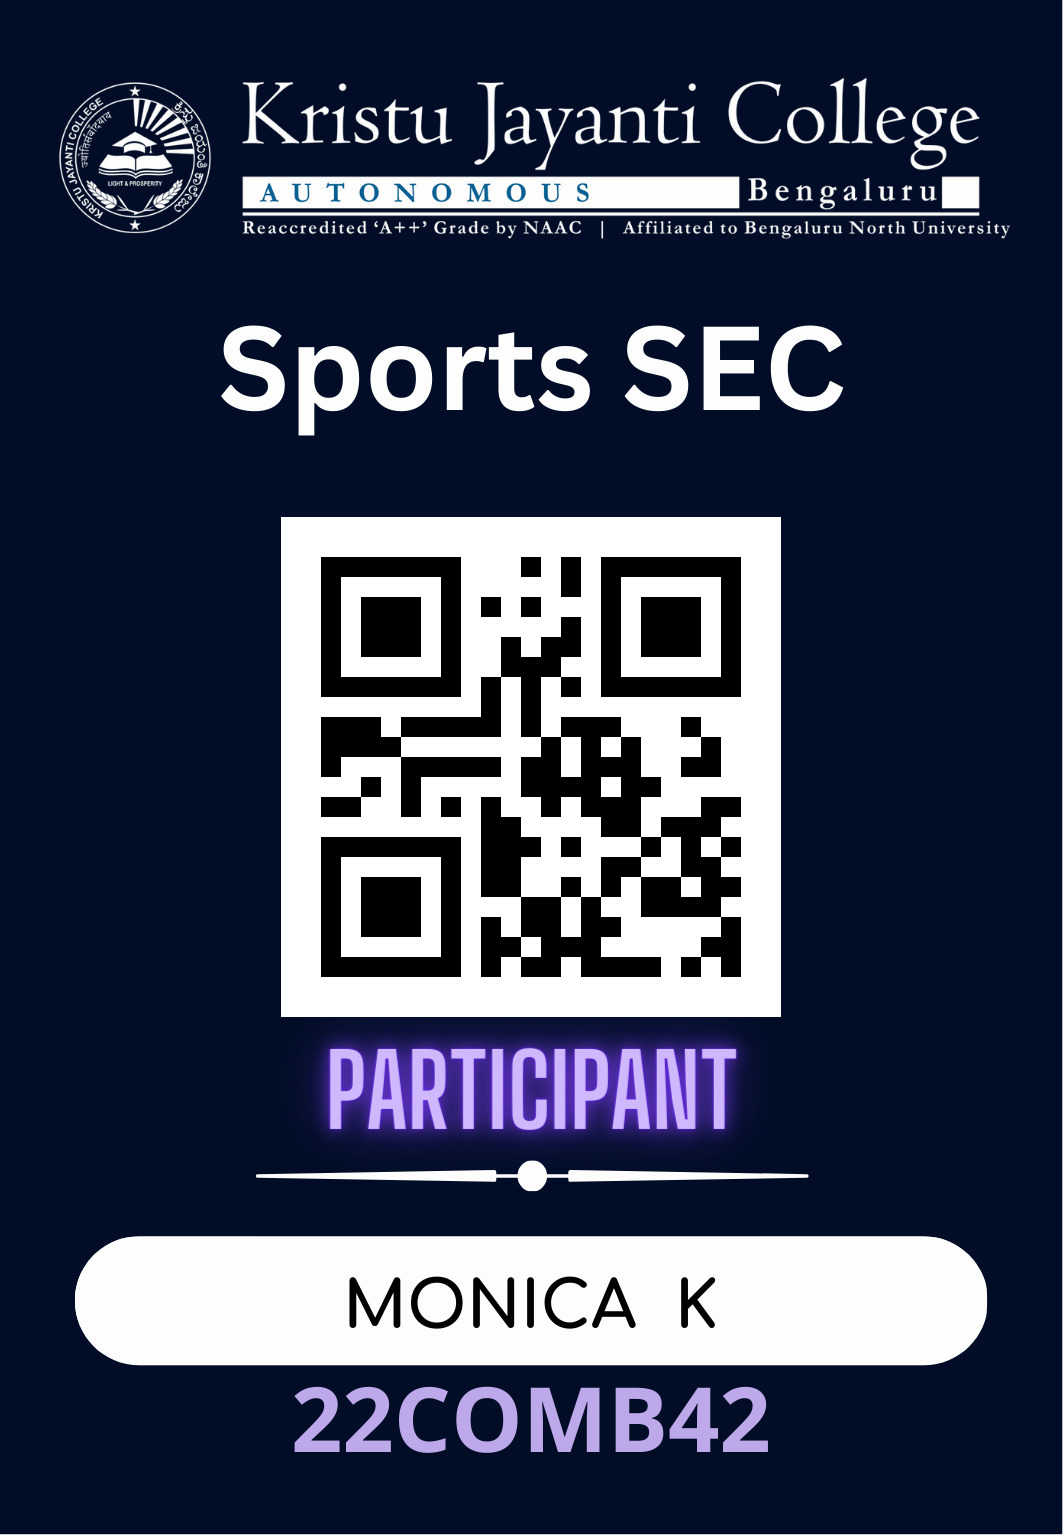 KRISTU JAYANTI COLLEGE
ಕ್ರಿಸ್ತು ಜಯಂತಿ ಕಾಲೇಜು
LIGHT & PROSPERITY
Kristu Jayanti College
AUTONOMOUS Bengaluru
Reaccredited ‘A++’ Grade by NAAC | Affiliated to Bengaluru North University
Sports SEC
PARTICIPANT
MONICA K
22COMB42